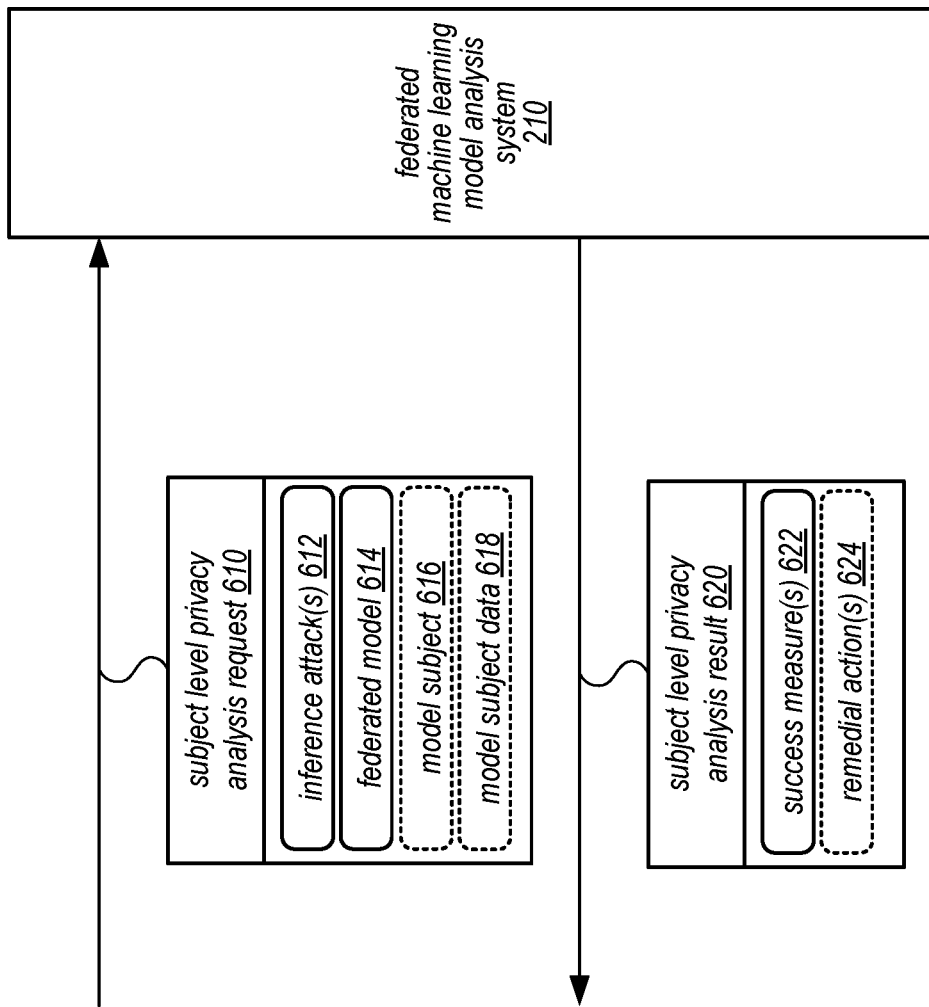 federated
machine learning
model analysis
system
210
subject level privacy
analysis request 610
inference attack(s) 612
federated model 614
model subject 616
model subject data 618
subject level privacy
analysis result 620
success measure(s) 622
remedial action(s) 624